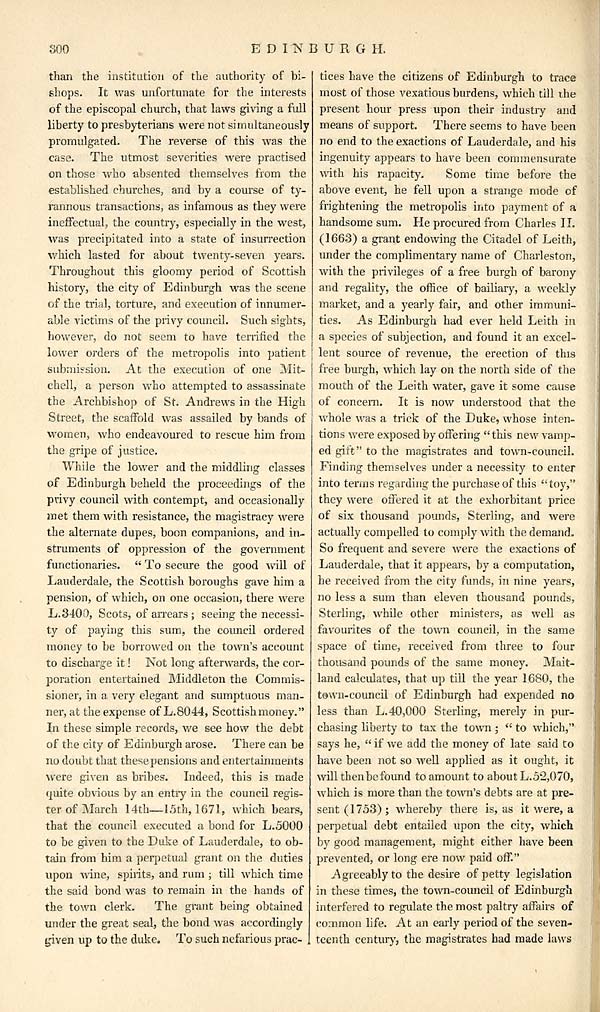 300
EDINBURGH.
than the institution of the authority of bi-
shops. It was unfortunate for the interests
of the episcopal church, that laws giving a full
liberty to presbyterians were not simultaneously
promulgated. The reverse of this was the
case. The utmost severities were practised
on those who absented themselves from the
established churches, and by a course of ty-
rannous transactions, as infamous as they were
ineffectual, the country, especially in the west,
was precipitated into a state of insurrection
which lasted for about twenty-seven years.
Throughout this gloomy period of Scottish
history, the city of Edinburgh was the scene
of the trial, torture, and execution of innumer-
able victims of the privy council. Such sights,
however, do not seem to have terrified the
lower orders of the metropolis into patient
submission. At the execution of one Mit-
chell, a person who attempted to assassinate
the Archbishop of St. Andrews in the High
Street, the scaffold was assailed by bands of
women, who endeavoured to rescue him from
the gripe of justice.
While the lower and the middling classes
of Edinburgh beheld the proceedings of the
privy council with contempt, and occasionally
met them with resistance, the magistracy were
the alternate dupes, boon companions, and in-
struments of oppression of the government
functionaries. "To secure the good will of
Lauderdale, the Scottish boroughs gave him a
pension, of which, on one occasion, there were
L.3400, Scots, of arrears; seeing the necessi-
ty of paying this sum, the council ordered
money to be borrowed on the town's account
to discharge it! Not long afterwards, the cor-
poration entertained Middleton the Commis-
sioner, in a very elegant and sumptuous man-
ner, at the expense of L.8044, Scottish money."
In these simple records, we see how the debt
of the city of Edinburgh arose. There can be
no doubt that these pensions and entertainments
were given as bribes. Indeed, this is made
quite obvious by an entry in the council regis-
ter of March 14th—15th, 1671, which bears,
that the council executed a bond for L.5000
to be given to the Duke of Lauderdale, to ob-
tain from him a perpetual grant on the duties
upon wine, spirits, and rum; till which time
the said bond was to remain in the hands of
the town clerk. The grant being obtained
under the great seal, the bond was accordingly
given up to the duke. To such nefarious prac-
tices have the citizens of Edinburgh to trace
most of those vexatious burdens, which till the
present hour press upon their industry and
means of support. There seems to have been
no end to the exactions of Lauderdale, and his
ingenuity appears to have been commensurate
with his rapacity. Some time before the
above event, he fell upon a strange mode of
frightening the metropolis into payment of a
handsome sum. He procured from Charles II.
(1663) a grant endowing the Citadel of Leith,
under the complimentary name of Charleston,
with the privileges of a free burgh of barony
and regality, the office of bailiary, a weekly
market, and a yearly fair, and other immuni-
ties. As Edinburgh had ever held Leith in
a species of subjection, and found it an excel-
lent source of revenue, the erection of this
free burgh, which lay on the north side of the
mouth of the Leith water, gave it some cause
of concern. It is now understood that the
whole was a trick of the Duke, whose inten-
tions were exposed by offering "this new vamp-
ed gift" to the magistrates and town-council.
Finding themselves under a necessity to enter
into terms regarding the purchase of this "toy,"
they were offered it at the exhorbitant price
of six thousand pounds, Sterling, and were
actually compelled to comply with the demand.
So frequent and severe were the exactions of
Lauderdale, that it appears, by a computation,
he received from the city funds, in nine years,
no less a sum than eleven thousand pounds,
Sterling, while other ministers, as well as
favourites of the town council, in the same
space of time, received from three to four
thousand pounds of the same money. Mait-
land calculates, that up till the year 1680, the
town-council of Edinburgh had expended no
less than L.40,000 Sterling, merely in pur-
chasing liberty to tax the town; "to which,"
says he, "if we add the money of late said to
have been not so well applied as it ought, it
will then be found to amount to about L.52,070,
which is more than the town's debts are at pre-
sent (1753); whereby there is, as it were, a
perpetual debt entailed upon the city, which
by good management, might either have been
prevented, or long ere now paid off."
Agreeably to the desire of petty legislation
in these times, the town-council of Edinburgh
interfered to regulate the most paltry affairs of
common life. At an early period of the seven-
teenth century, the magistrates had made laws